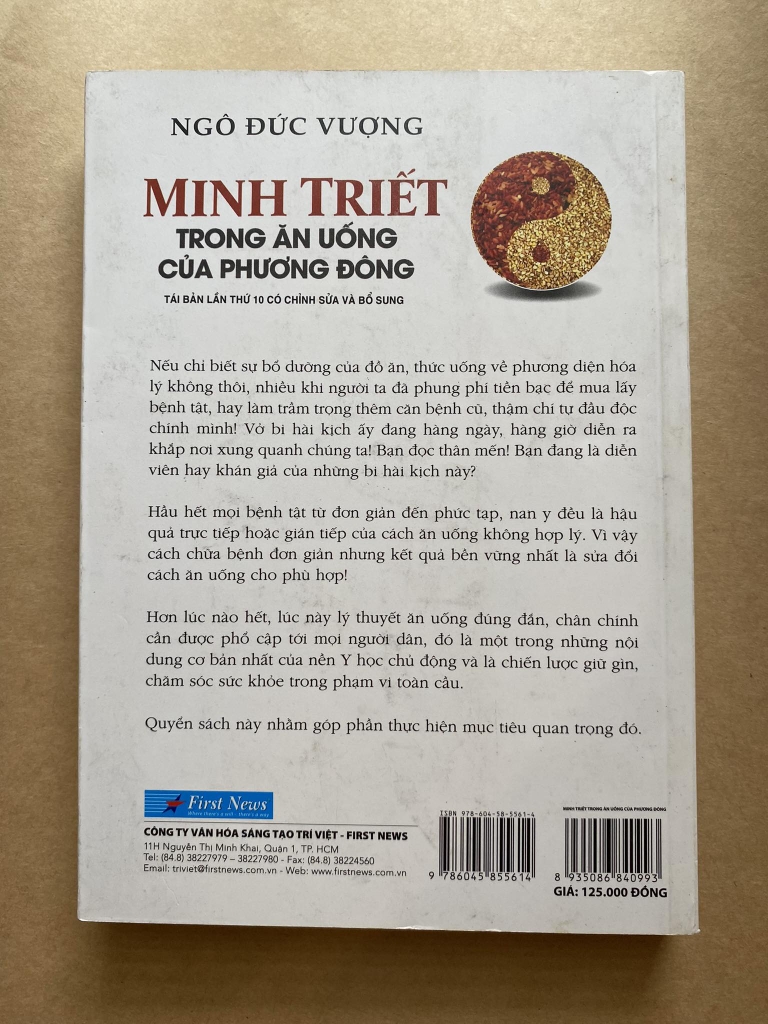 NGÔ ĐỨC VƯỢNG
MINH TRIẾT
TRONG ĂN UỐNG
CỦA PHƯƠNG ĐÔNG
TÁI BẢN LẦN THỨ 10 CÓ CHỈNH SỬA VÀ BỔ SUNG
Nếu chỉ biết sự bổ dưỡng của đồ ăn, thức uống về phương diện hóa
lý không thôi, nhiều khi người ta đã phung phí tiền bạc để mua lấy
bệnh tật, hay làm trầm trọng thêm căn bệnh cũ, thậm chí tự đầu độc
chính mình! Vở bi hài kịch ấy đang hàng ngày, hàng giờ diễn ra
khắp nơi xung quanh chúng ta! Bạn đọc thân mến! Bạn đang là diễn
viên hay khán giả của những bi hài kịch này?
Hầu hết mọi bệnh tật từ đơn giản đến phức tạp, nan y đều là hậu
quả trực tiếp hoặc gián tiếp của cách ăn uống không hợp lý. Vì vậy
cách chữa bệnh đơn giản nhưng kết quả bền vững nhất là sửa đổi
cách ăn uống cho phù hợp!
Hơn lúc nào hết, lúc này lý thuyết ăn uống đúng đắn, chân chính
cần được phổ cập tới mọi người dân, đó là một trong những nội
dung cơ bản nhất của nền Y học chủ động và là chiến lược giữ gìn,
chăm sóc sức khỏe trong phạm vi toàn cầu.
Quyển sách này nhằm góp phần thực hiện mục tiêu quan trọng đó.
First News
Where there's a will - there's a way
CÔNG TY VĂN HÓA SÁNG TẠO TRÍ VIỆT - FIRST NEWS
11H Nguyễn Thị Minh Khai, Quận 1, TP. HCM
Tel: (84.8) 38227979 – 38227980 - Fax: (84.8) 38224560
Email: triviet@firstnews.com.vn - Web: www.firstnews.com.vn
ISBN 978-604-58-5561-4
9 786045 855614
MINH TRIẾT TRONG ĂN UỐNG CỦA PHƯƠNG ĐÔNG
8 935086 840993
GIÁ: 125.000 ĐỒNG